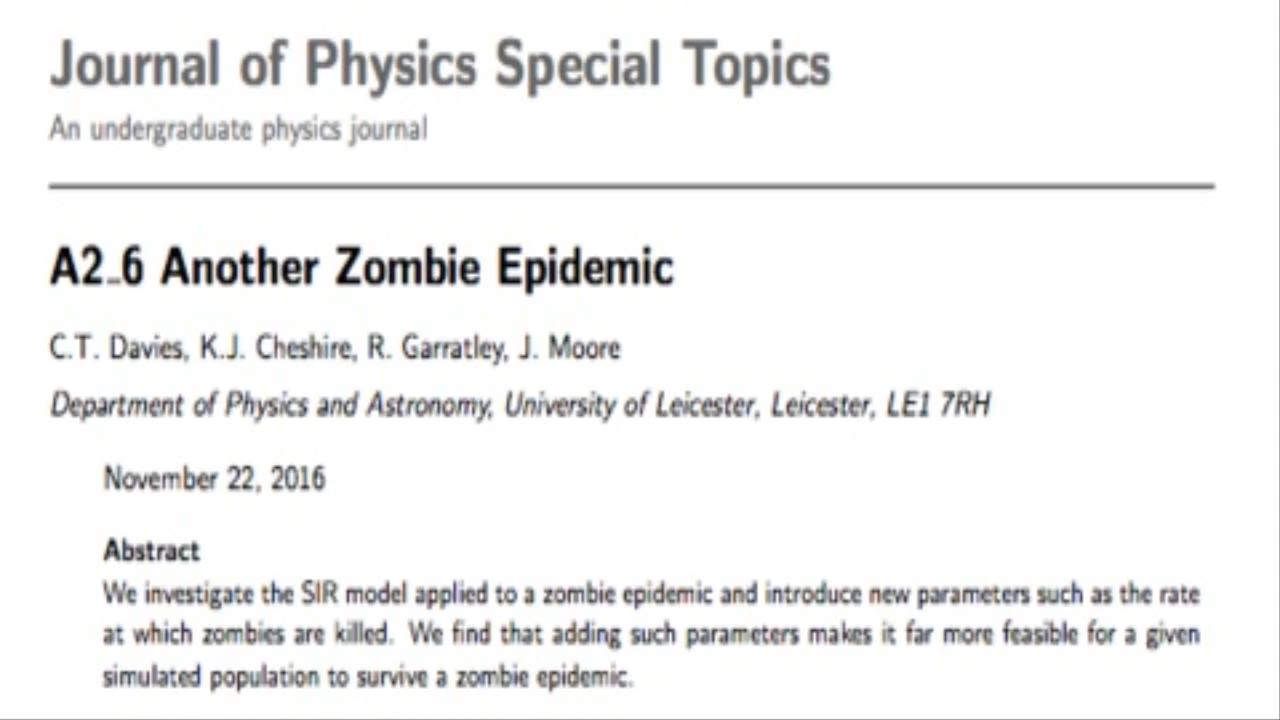 Journal of Physics Special Topics
An undergraduate physics journal
A2_6 Another Zombie Epidemic
C.T. Davies, K.J. Cheshire, R. Garratley, J. Moore
Department of Physics and Astronomy, University of Leicester, Leicester, LE1 7RH
November 22, 2016
Abstract
We investigate the SIR model applied to a zombie epidemic and introduce new parameters such as the rate
at which zombies are killed. We find that adding such parameters makes it far more feasible for a given
simulated population to survive a zombie epidemic.